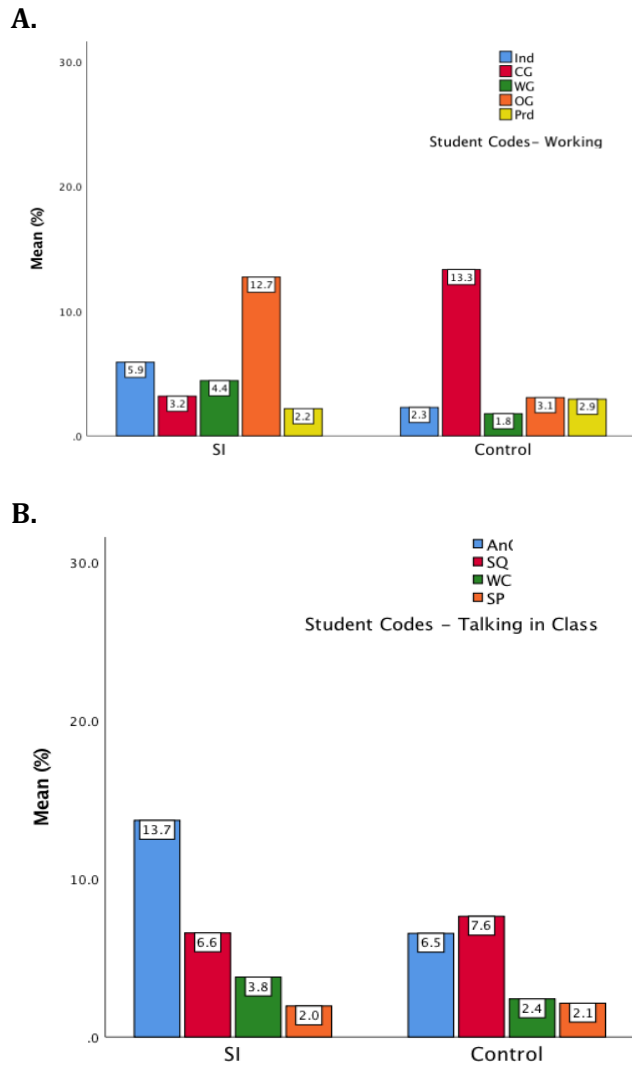 A.
30.0
20.0
10.0
.0
Mean (%)
Ind
CG
WG
OG
Prd
Student Codes- Working
5.9
3.2
4.4
12.7
2.2
2.3
13.3
1.8
3.1
2.9
SI Control
B.
30.0
20.0
10.0
.0
Mean (%)
SQ
WC
SP
Student Codes - Talking in Class
13.7
6.6
3.8
2.0
6.5
7.6
2.4
2.1
SI Control